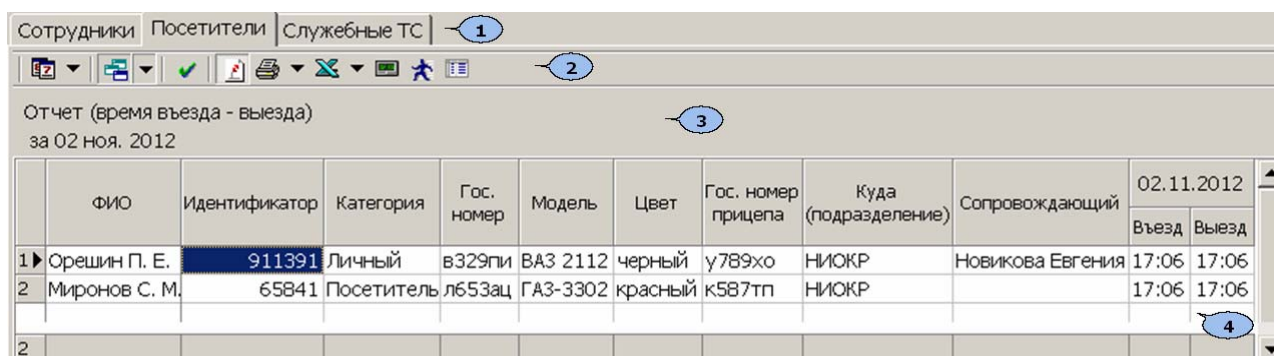 Сотрудники Посетители Служебные ТС 1
2
Отчет (время въезда - выезда) 3
за 02 ноя. 2012
ФИО Идентификатор Категория Гос. номер Модель Цвет Гос. номер прицепа Куда (подразделение) Сопровождающий 02.11.2012
Въезд Выезд
1 Орешин П. Е. 911391 Личный в329пи ВАЗ 2112 черный у789хо НИОКР Новикова Евгения 17:06 17:06
2 Миронов С. М. 65841 Посетитель л653ац ГАЗ-3302 красный к587тп НИОКР 17:06 17:06
4
2